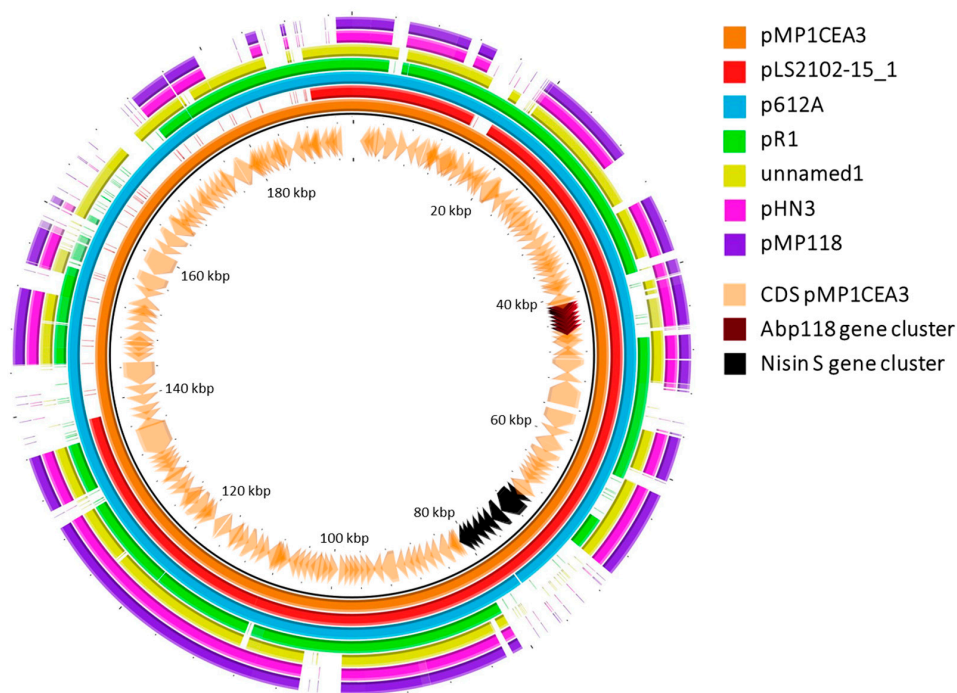 pMP1CEA3
pLS2102-15_1
p612A
pR1
unnamed1
pHN3
pMP118
CDS pMP1CEA3
Abp118 gene cluster
Nisin S gene cluster
180 kbp
20 kbp
160 kbp
40 kbp
140 kbp
60 kbp
120 kbp
80 kbp
100 kbp